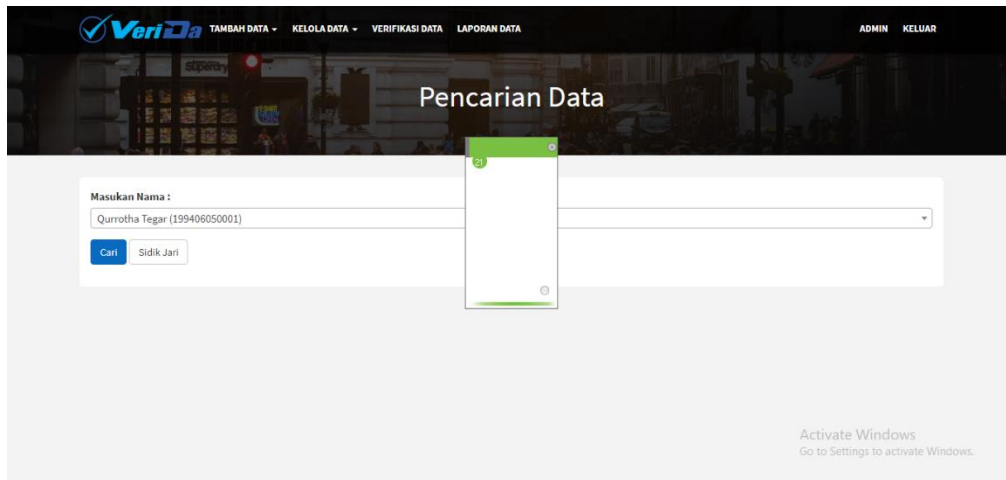 VeriDa TAMBAH DATA KELOLA DATA VERIFIKASI DATA LAPORAN DATA ADMIN KELUAR
Superdry
Pencarian Data
21
Masukan Nama :
Qurrotha Tegar (199406050001)
Cari Sidik Jari
Activate Windows
Go to Settings to activate Windows.